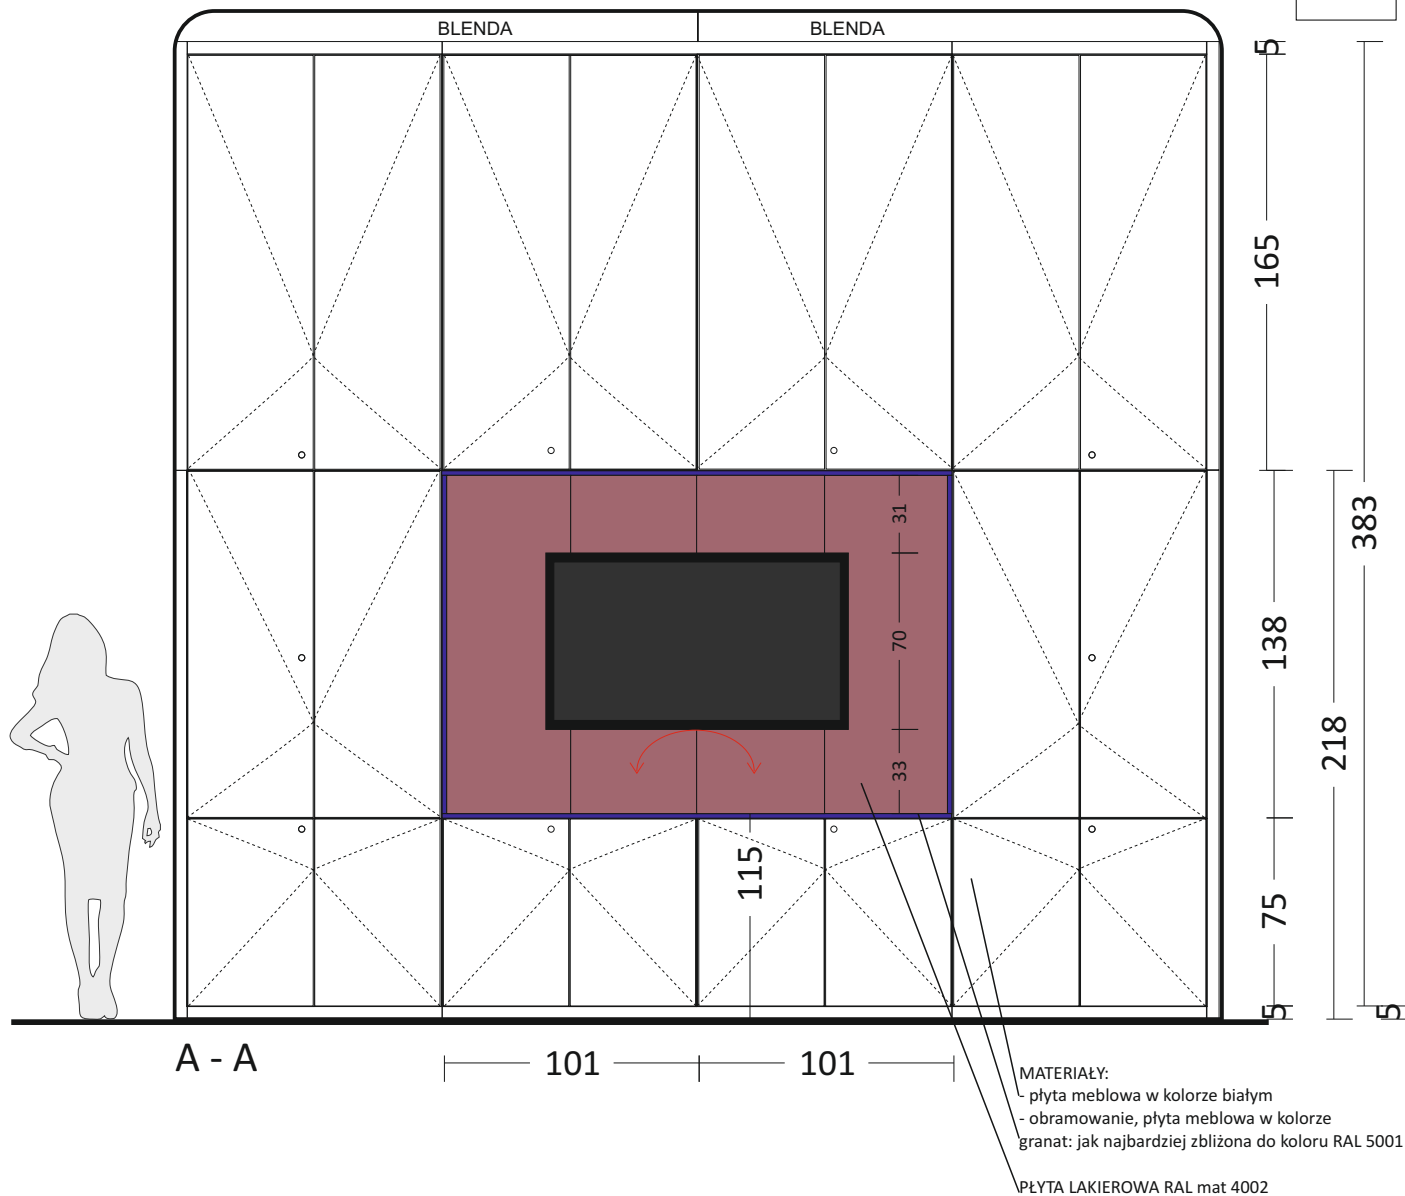 BLENDA
BLENDA
5
165
383
31
70
33
138
218
115
75
5
5
A - A
101
101
MATERIAŁY:
- płyta meblowa w kolorze białym
- obramowanie, płyta meblowa w kolorze
granat: jak najbardziej zbliżona do koloru RAL 5001
PŁYTA LAKIEROWA RAL mat 4002